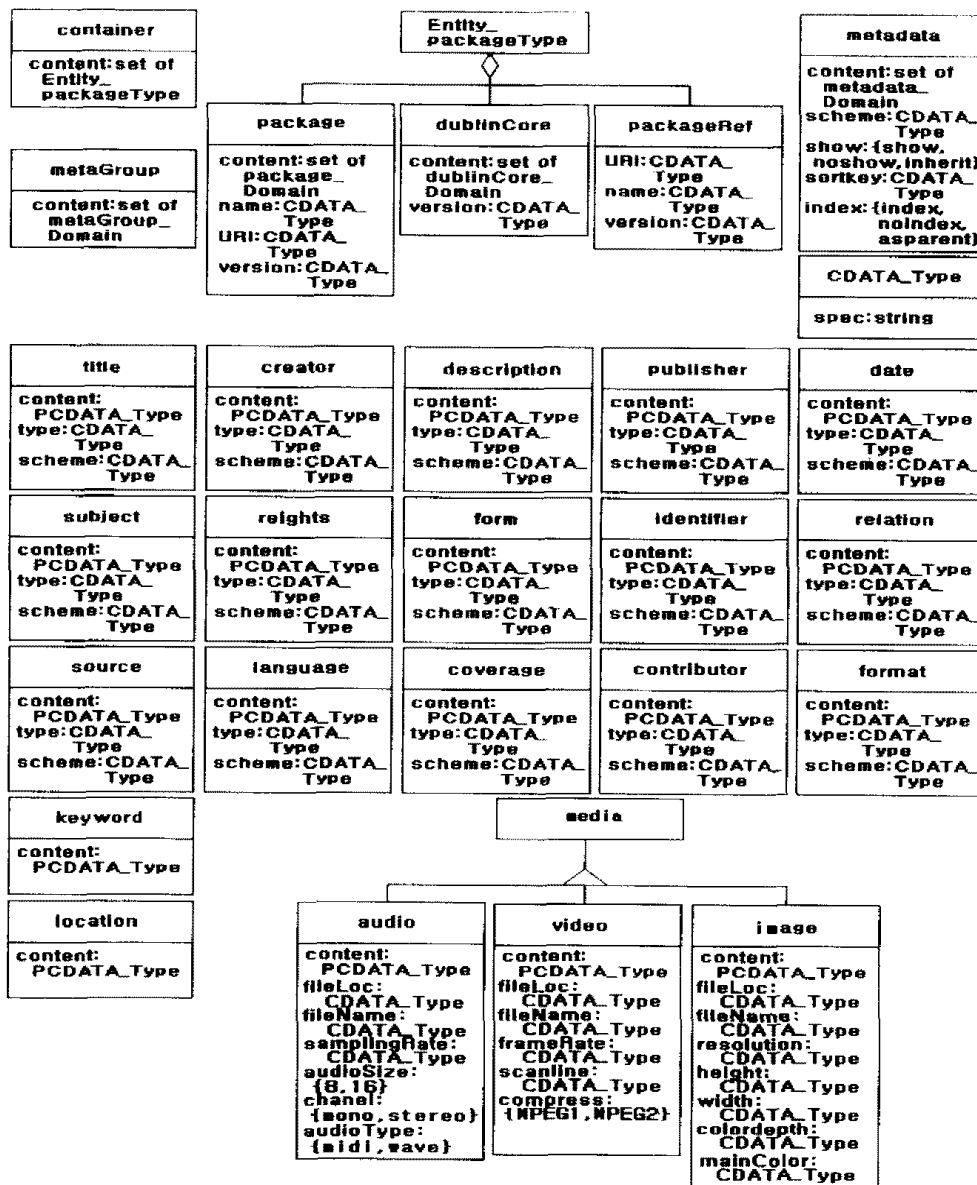 container
content:set of
Entity_
packageType
Entity_
packageType
metadata
content:set of
metadata_
Domain
scheme:CDATA_
Type
show:{show,
noshow,inherit}
sortkey:CDATA_
Type
index:{index,
noindex,
asparent}
package
content:set of
package_
Domain
name:CDATA_
Type
URI:CDATA_
Type
version:CDATA_
Type
dublinCore
content:set of
dublinCore_
Domain
version:CDATA_
Type
packageRef
URI:CDATA_
Type
name:CDATA_
Type
version:CDATA_
Type
metaGroup
content:set of
metaGroup_
Domain
CDATA_Type
spec:string
title
content:
PCDATA_Type
type:CDATA_
Type
scheme:CDATA_
Type
creator
content:
PCDATA_Type
type:CDATA_
Type
scheme:CDATA_
Type
description
content:
PCDATA_Type
type:CDATA_
Type
scheme:CDATA_
Type
publisher
content:
PCDATA_Type
type:CDATA_
Type
scheme:CDATA_
Type
date
content:
PCDATA_Type
type:CDATA_
Type
scheme:CDATA_
Type
subject
content:
PCDATA_Type
type:CDATA_
Type
scheme:CDATA_
Type
reights
content:
PCDATA_Type
type:CDATA_
Type
scheme:CDATA_
Type
form
content:
PCDATA_Type
type:CDATA_
Type
scheme:CDATA_
Type
identifier
content:
PCDATA_Type
type:CDATA_
Type
scheme:CDATA_
Type
relation
content:
PCDATA_Type
type:CDATA_
Type
scheme:CDATA_
Type
source
content:
PCDATA_Type
type:CDATA_
Type
scheme:CDATA_
Type
language
content:
PCDATA_Type
type:CDATA_
Type
scheme:CDATA_
Type
coverage
content:
PCDATA_Type
type:CDATA_
Type
scheme:CDATA_
Type
contributor
content:
PCDATA_Type
type:CDATA_
Type
scheme:CDATA_
Type
format
content:
PCDATA_Type
type:CDATA_
Type
scheme:CDATA_
Type
keyword
content:
PCDATA_Type
media
location
content:
PCDATA_Type
audio
content:
PCDATA_Type
fileLoc:
CDATA_Type
fileName:
CDATA_Type
samplingRate:
CDATA_Type
audioSize:
{8,16}
chanel:
{mono,stereo}
audioType:
{midi,wave}
video
content:
PCDATA_Type
fileLoc:
CDATA_Type
fileName:
CDATA_Type
frameRate:
CDATA_Type
scanline:
CDATA_Type
compress:
{MPEG1,MPEG2}
image
content:
PCDATA_Type
fileLoc:
CDATA_Type
fileName:
CDATA_Type
resolution:
CDATA_Type
height:
CDATA_Type
width:
CDATA_Type
colordepth:
CDATA_Type
mainColor:
CDATA_Type